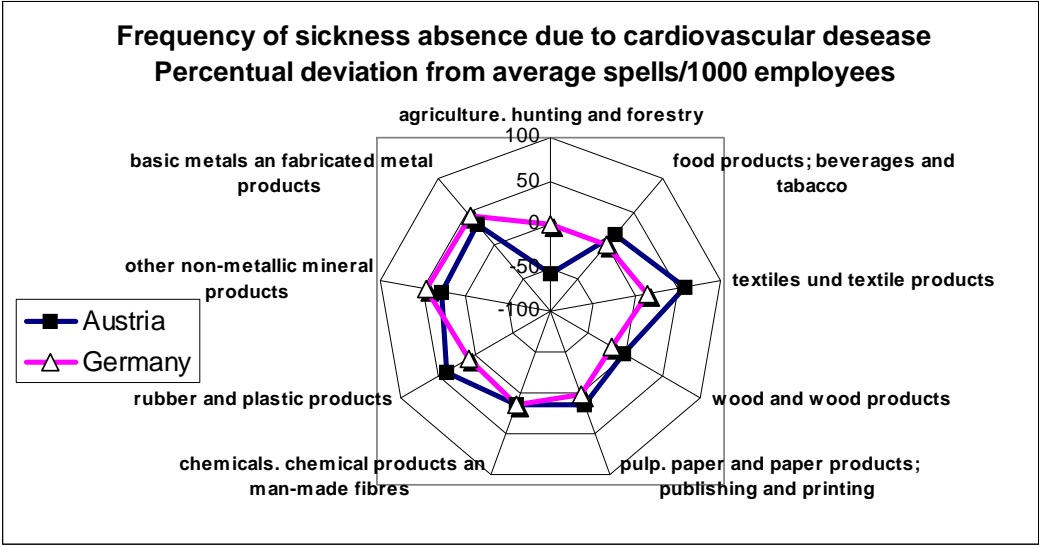 Frequency of sickness absence due to cardiovascular desease
Percentual deviation from average spells/1000 employees
agriculture. hunting and forestry
100
50
0
-50
-100
food products; beverages and
tabacco
textiles und textile products
wood and wood products
pulp. paper and paper products;
publishing and printing
chemicals. chemical products an
man-made fibres
rubber and plastic products
other non-metallic mineral
products
basic metals an fabricated metal
products
Austria
Germany